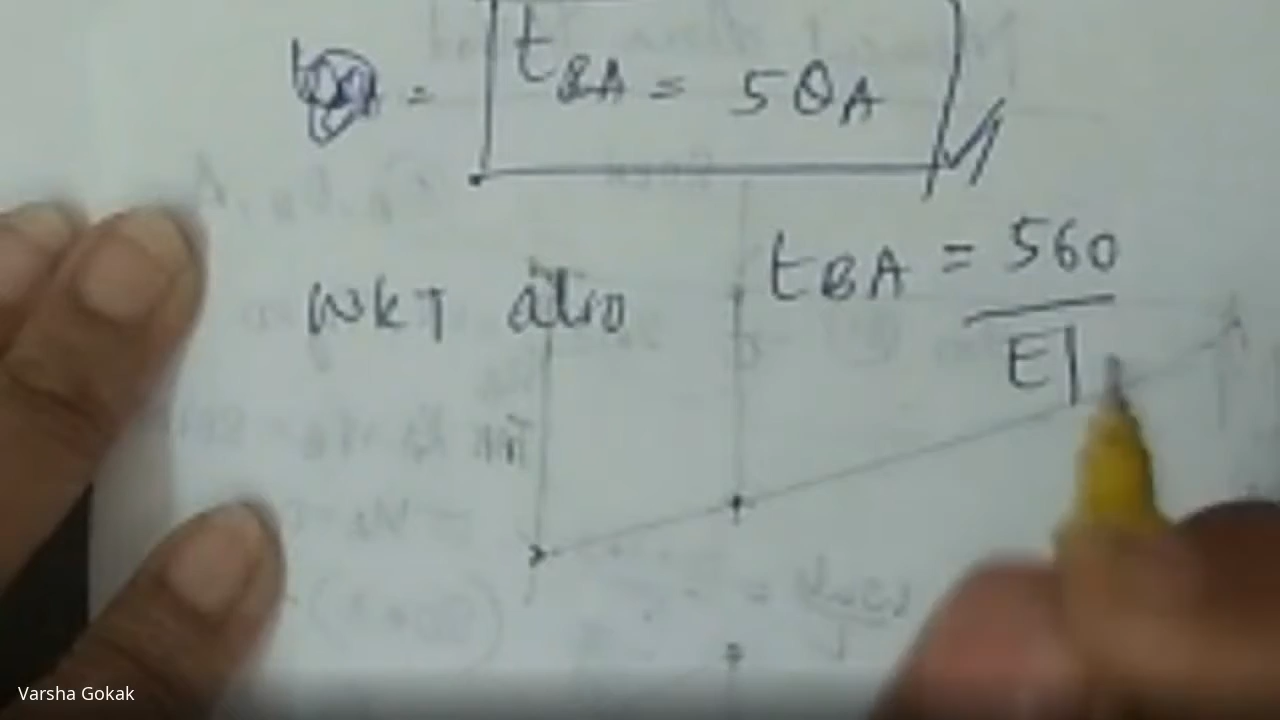 = tBA = 5θA
WKT also tBA = 560
EI
Varsha Gokak